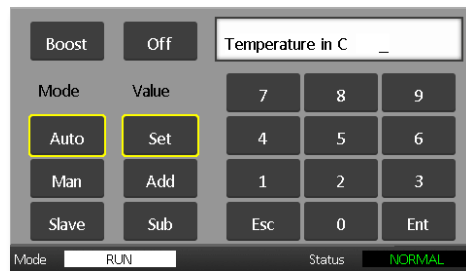 Boost Off Temperature in C _
Mode Value 7 8 9
Auto Set 4 5 6
Man Add 1 2 3
Slave Sub Esc 0 Ent
Mode RUN Status NORMAL